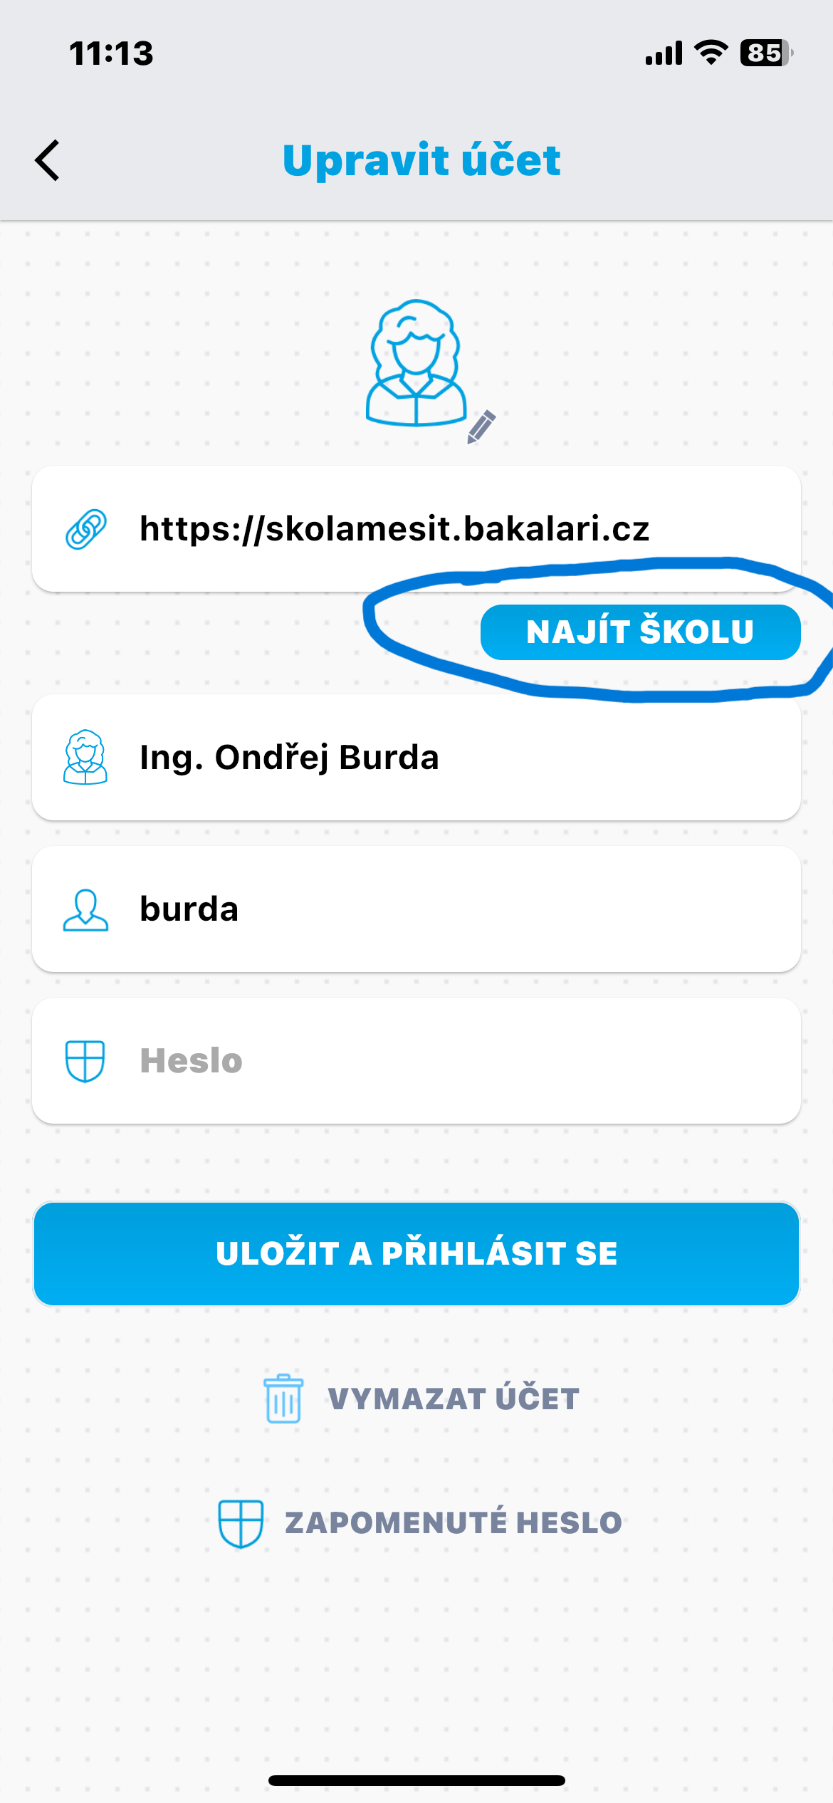 11:13
85
Upravit účet
https://skolamesit.bakalari.cz
NAJÍT ŠKOLU
Ing. Ondřej Burda
burda
Heslo
ULOŽIT A PŘIHLÁSIT SE
VYMAZAT ÚČET
ZAPOMENUTÉ HESLO